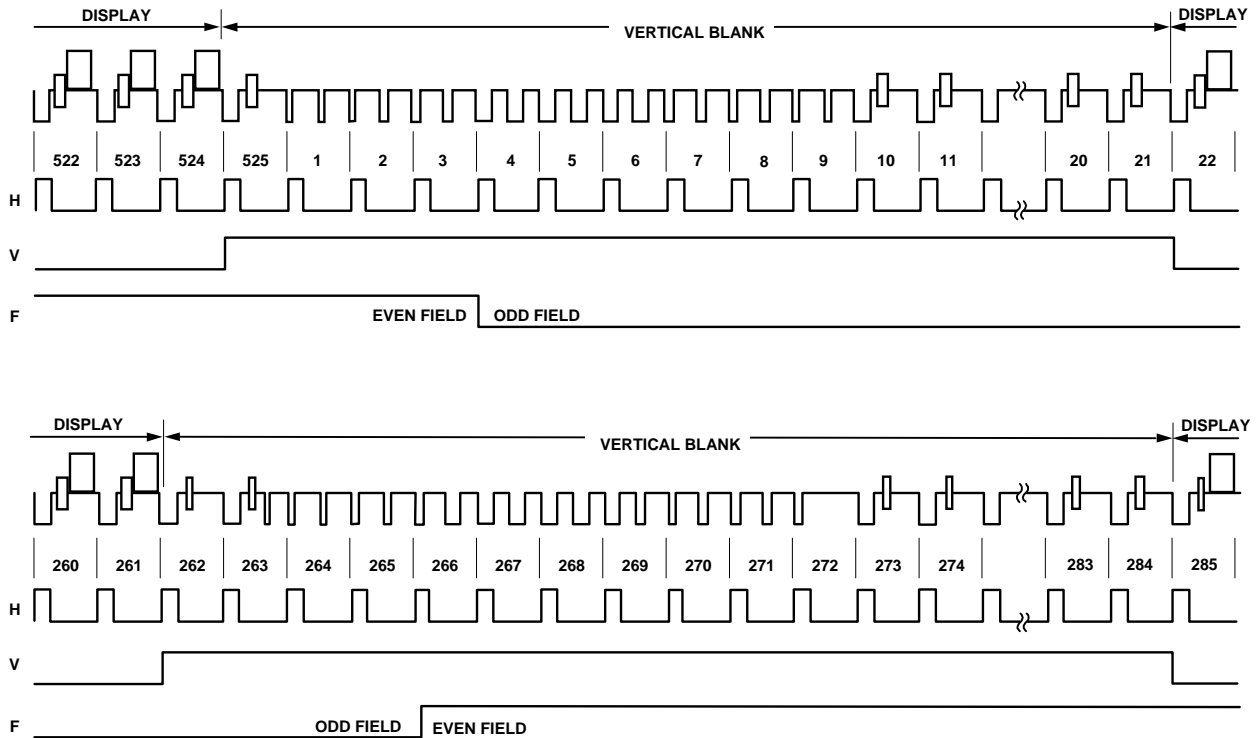 DISPLAY VERTICAL BLANK DISPLAY
522 523 524 525 1 2 3 4 5 6 7 8 9 10 11 20 21 22
H
V
F
EVEN FIELD ODD FIELD
DISPLAY VERTICAL BLANK DISPLAY
260 261 262 263 264 265 266 267 268 269 270 271 272 273 274 283 284 285
H
V
F
ODD FIELD EVEN FIELD